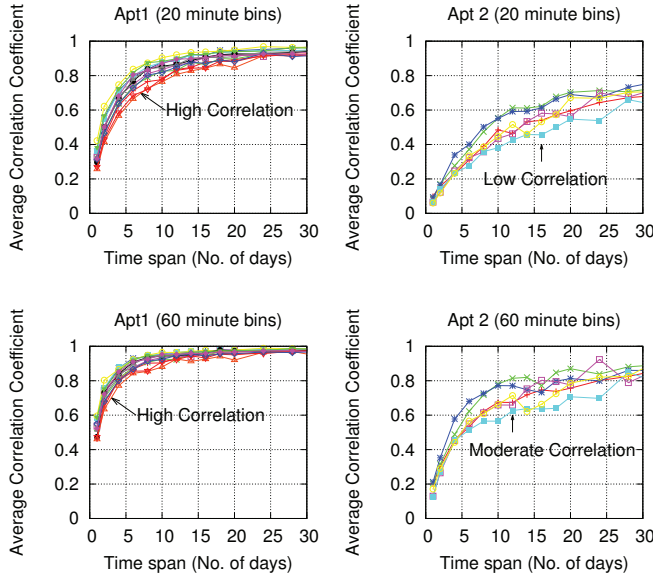 Apt1 (20 minute bins)
Average Correlation Coefficient
1
0.8
0.6
0.4
0.2
0
High Correlation
0 5 10 15 20 25 30
Time span (No. of days)
Apt 2 (20 minute bins)
Average Correlation Coefficient
1
0.8
0.6
0.4
0.2
0
Low Correlation
0 5 10 15 20 25 30
Time span (No. of days)
Apt1 (60 minute bins)
Average Correlation Coefficient
1
0.8
0.6
0.4
0.2
0
High Correlation
0 5 10 15 20 25 30
Time span (No. of days)
Apt 2 (60 minute bins)
Average Correlation Coefficient
1
0.8
0.6
0.4
0.2
0
Moderate Correlation
0 5 10 15 20 25 30
Time span (No. of days)